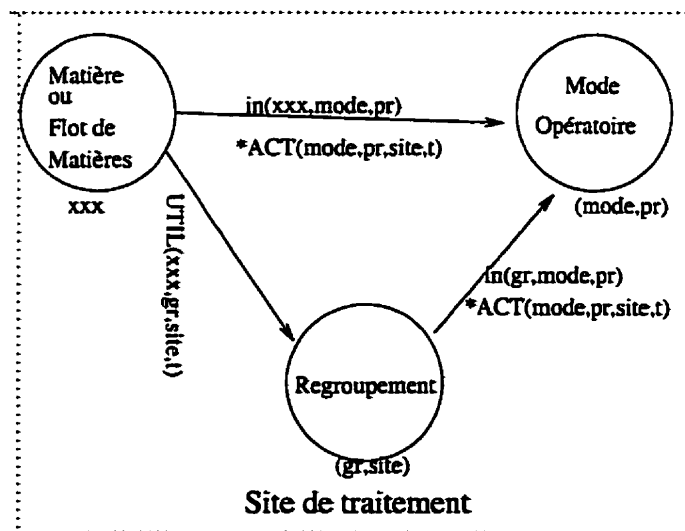 Matière
ou
Flot de
Matières
xxx
in(xxx,mode,pr)
*ACT(mode,pr,site,t)
Mode
Opératoire
(mode,pr)
UTIL(xxx,gr,site,t)
in(gr,mode,pr)
*ACT(mode,pr,site,t)
Regroupement
(gr,site)
Site de traitement